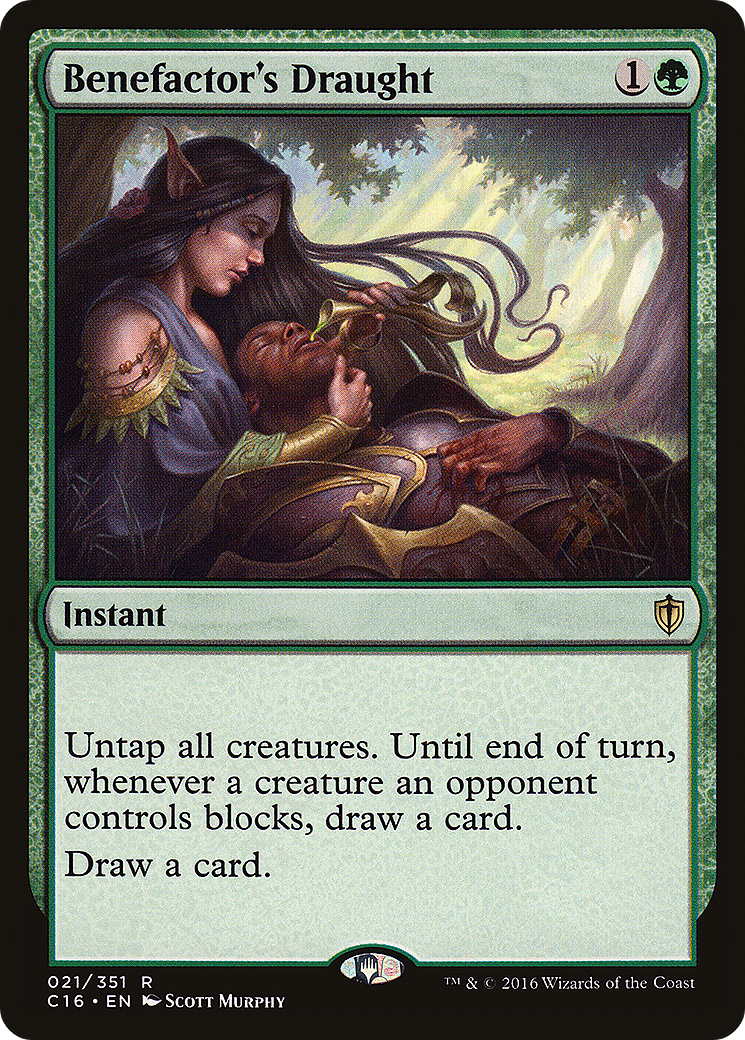 Benefactor's Draught 1
Instant
Untap all creatures. Until end of turn,
whenever a creature an opponent
controls blocks, draw a card.
Draw a card.
021/351 R
C16 • EN Scott Murphy
™ & © 2016 Wizards of the Coast